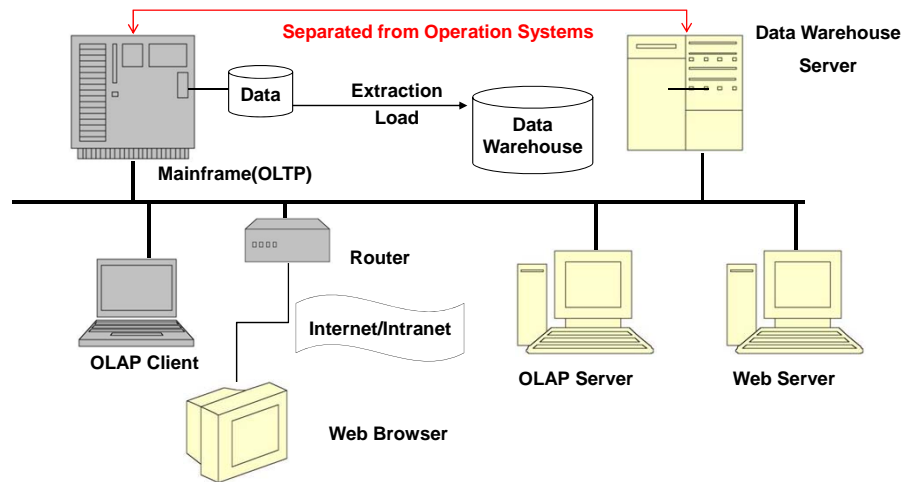 Separated from Operation Systems
Data Warehouse
Server
Data
Extraction
Load
Data
Warehouse
Mainframe(OLTP)
Router
Internet/Intranet
OLAP Client
OLAP Server
Web Server
Web Browser